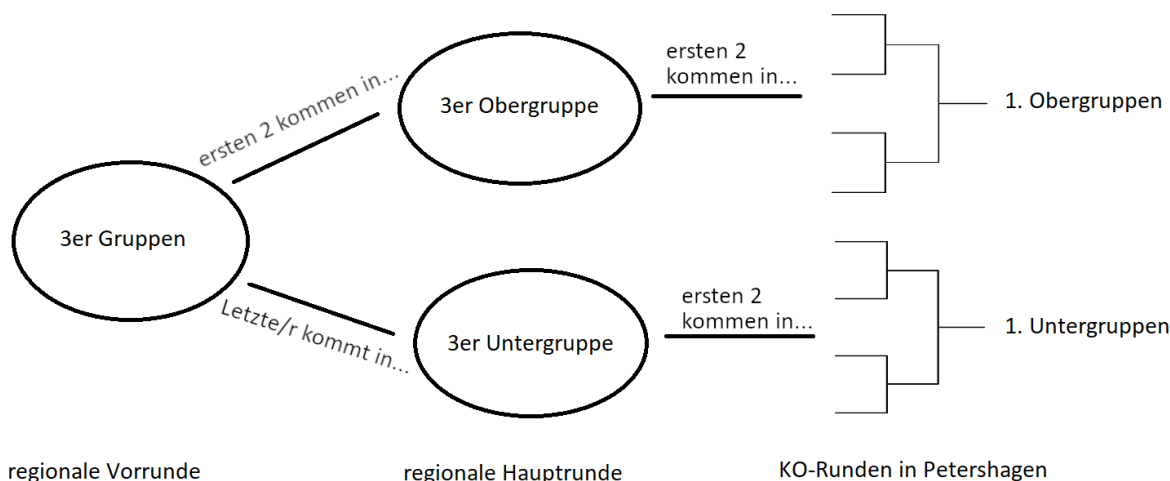 3er Gruppen
ersten 2 kommen in...
Letzte/r kommt in...
3er Obergruppe
3er Untergruppe
ersten 2
kommen in...
ersten 2
kommen in...
1. Obergruppen
1. Untergruppen
regionale Vorrunde
regionale Hauptrunde
KO-Runden in Petershagen